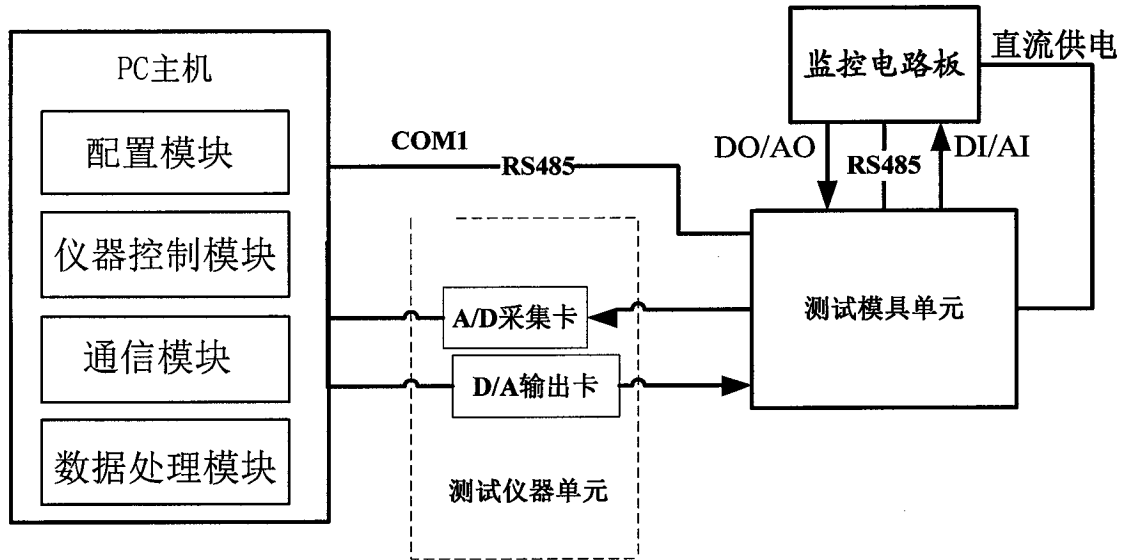 PC主机
配置模块
仪器控制模块
通信模块
数据处理模块
COM1
RS485
A/D采集卡
D/A输出卡
测试仪器单元
监控电路板
直流供电
DO/AO
RS485
DI/AI
测试模具单元